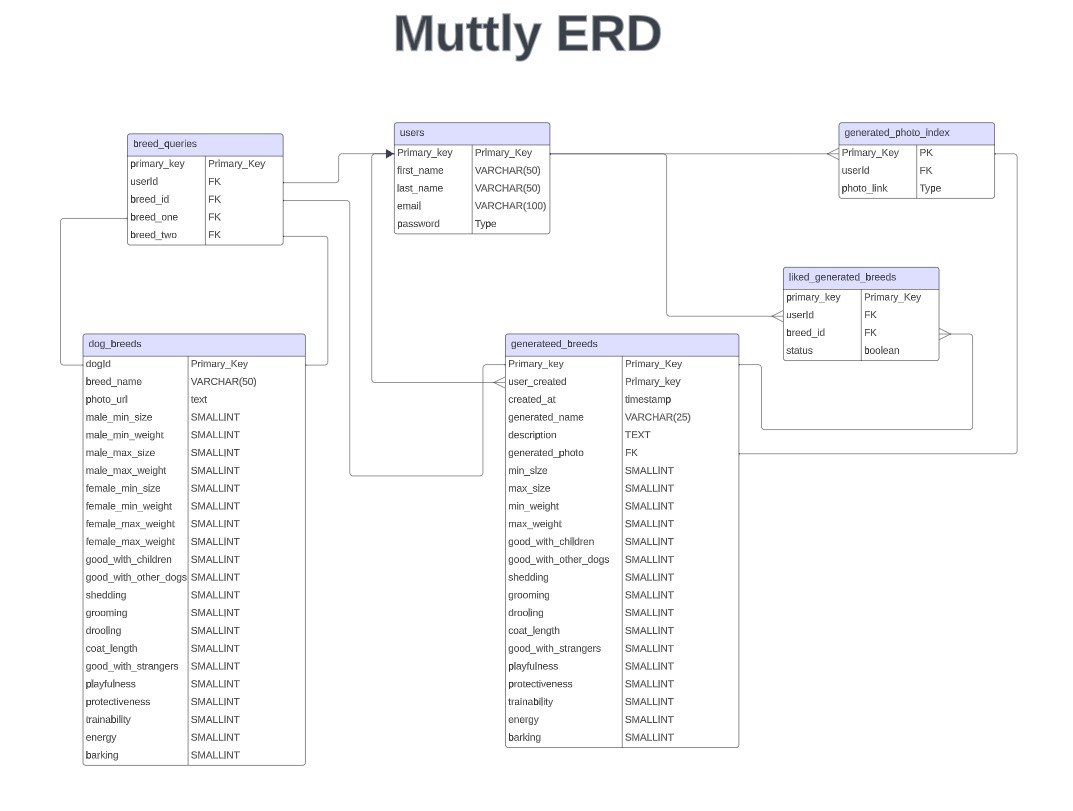 Muttly ERD
breed_queries
primary_key Primary_Key
userId FK
breed_id FK
breed_one FK
breed_two FK
users
Primary_key Primary_Key
first_name VARCHAR(50)
last_name VARCHAR(50)
email VARCHAR(100)
password Type
generated_photo_index
Primary_Key PK
userId FK
photo_link Type
liked_generated_breeds
primary_key Primary_Key
userId FK
breed_id FK
status boolean
dog_breeds
dogId Primary_Key
breed_name VARCHAR(50)
photo_url text
male_min_size SMALLINT
male_min_weight SMALLINT
male_max_size SMALLINT
male_max_weight SMALLINT
female_min_size SMALLINT
female_min_weight SMALLINT
female_max_weight SMALLINT
female_max_weight SMALLINT
good_with_children SMALLINT
good_with_other_dogs SMALLINT
shedding SMALLINT
grooming SMALLINT
drooling SMALLINT
coat_length SMALLINT
good_with_strangers SMALLINT
playfulness SMALLINT
protectiveness SMALLINT
trainability SMALLINT
energy SMALLINT
barking SMALLINT
generateed_breeds
Primary_key Primary_Key
user_created Primary_key
created_at timestamp
generated_name VARCHAR(25)
description TEXT
generated_photo FK
min_size SMALLINT
max_size SMALLINT
min_weight SMALLINT
max_weight SMALLINT
good_with_children SMALLINT
good_with_other_dogs SMALLINT
shedding SMALLINT
grooming SMALLINT
drooling SMALLINT
coat_length SMALLINT
good_with_strangers SMALLINT
playfulness SMALLINT
protectiveness SMALLINT
trainability SMALLINT
energy SMALLINT
barking SMALLINT